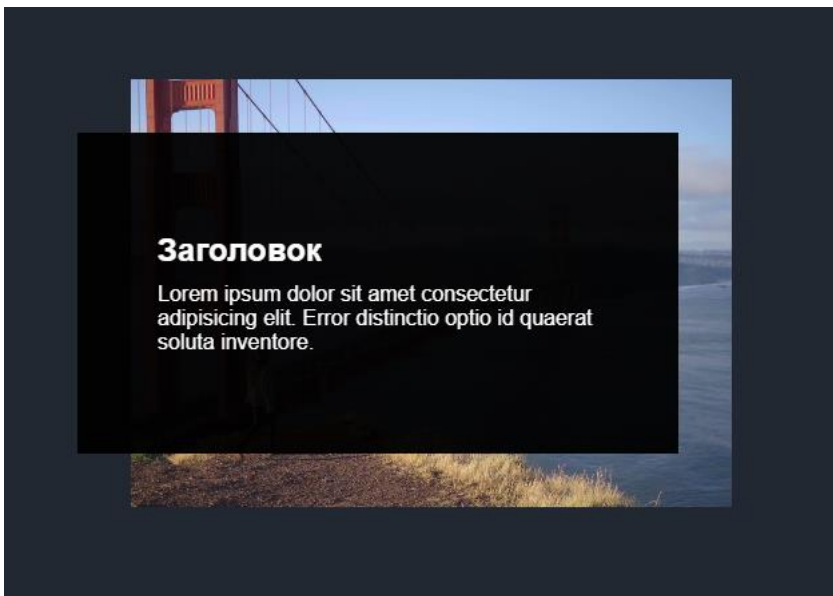 Заголовок
Lorem ipsum dolor sit amet consectetur
adipisicing elit. Error distinctio optio id quaerat
soluta inventore.